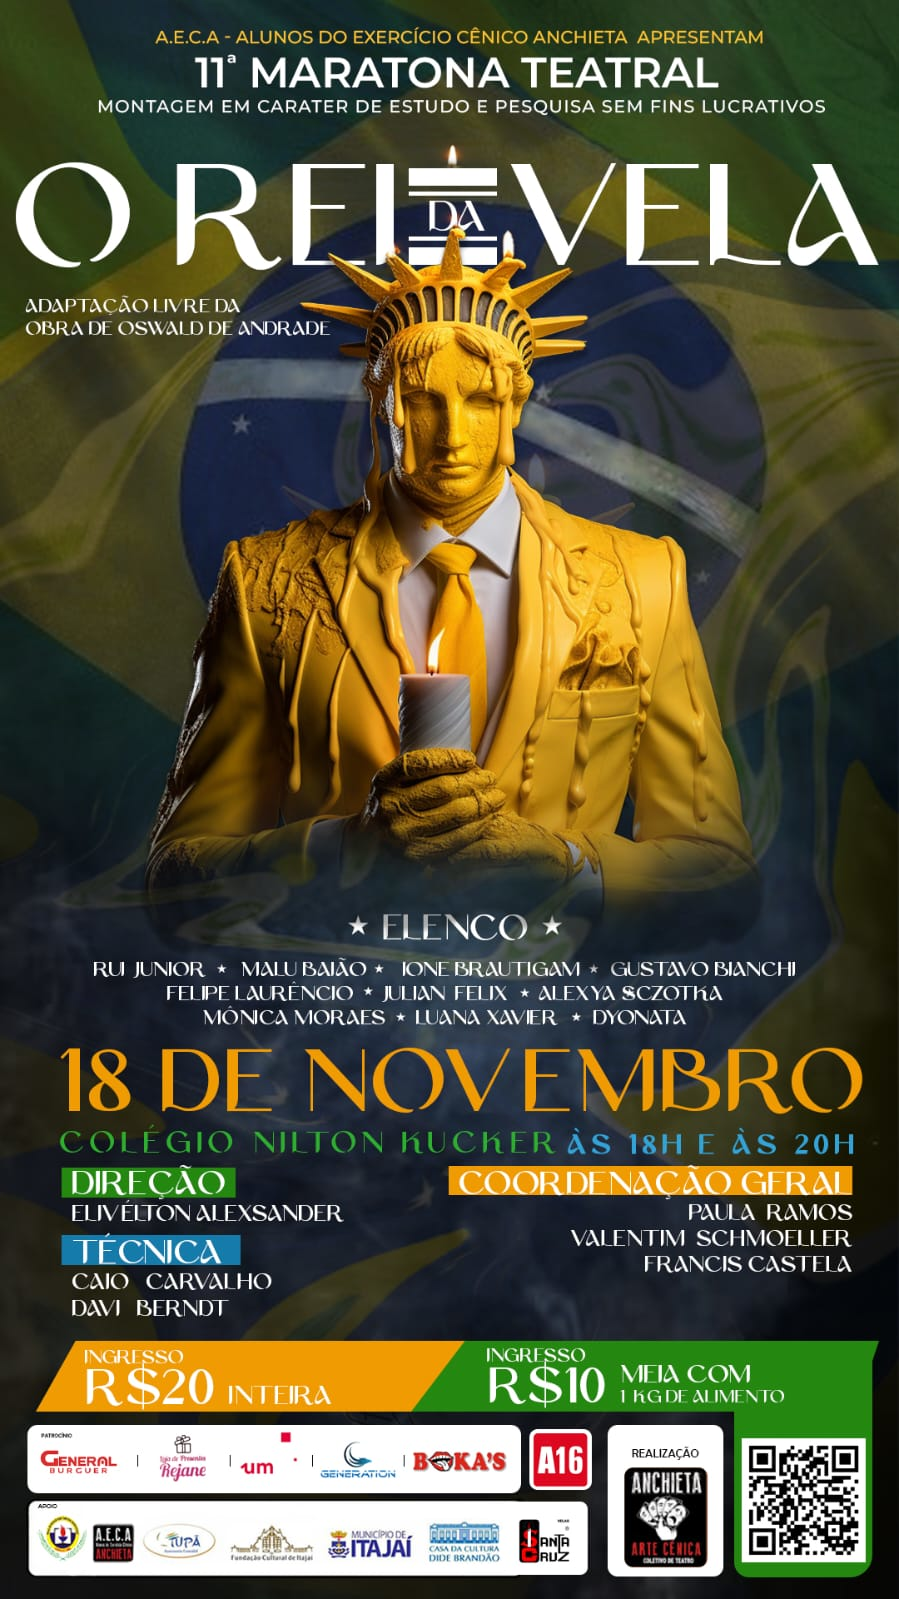 A.E.C.A - ALUNOS DO EXERCÍCIO CÊNICO ANCHIETA APRESENTAM
11ª MARATONA TEATRAL
MONTAGEM EM CARATER DE ESTUDO E PESQUISA SEM FINS LUCRATIVOS
O REI DA VELA
ADAPTAÇÃO LIVRE DA
OBRA DE OSWALD DE ANDRADE
★ ELENCO ★
RUI JUNIOR ★ MALU BAIÃO ★ IONE BRAUTIGAM ★ GUSTAVO BIANCHI
FELIPE LAURÊNCIO ★ JULIAN FELIX ★ ALEXYA SCZOTKA
MÔNICA MORAES ★ LUANA XAVIER ★ DYONATA
18 DE NOVEMBRO
COLÉGIO NILTON KUCKER ÀS 18H E ÀS 20H
DIREÇÃO
ELIVÉLTON ALEXSANDER
TÉCNICA
CAIO CARVALHO
DAVI BERNDT
COORDENAÇÃO GERAL
PAULA RAMOS
VALENTIM SCHMOELLER
FRANCIS CASTELA
INGRESSO
R$20 INTEIRA
INGRESSO
R$10 MEIA COM
1 KG DE ALIMENTO
PATROCÍNIO
GENERAL
BURGUER
Loja de Presentes
Rejane
um
GENERATION
BOKA'S
A16
APOIO
A.E.C.A
ANCHIETA
TUPÃ
Fundação Cultural de Itajaí
MUNICÍPIO DE
ITAJAÍ
CASA DA CULTURA
DIDE BRANDÃO
VELAS
SANTA
CRUZ
REALIZAÇÃO
ANCHIETA
ARTE CÊNICA
COLETIVO DE TEATRO